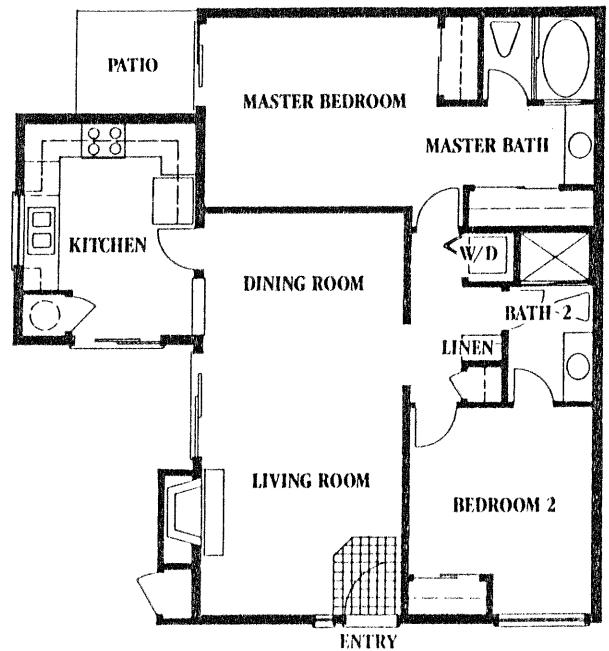 PATIO
MASTER BEDROOM
MASTER BATH
KITCHEN
W/D
DINING ROOM
BATH 2
LINEN
LIVING ROOM
BEDROOM 2
ENTRY